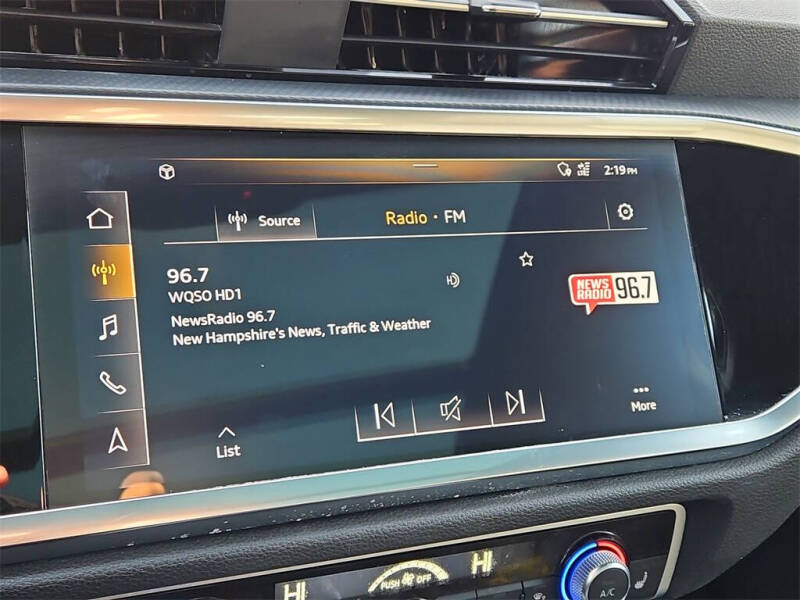 2:19 PM
Source
Radio · FM
96.7
WQSO HD1
HD
NEWS
RADIO 96.7
NewsRadio 96.7
New Hampshire's News, Traffic & Weather
List
More
HI
PUSH OFF
HI
A/C